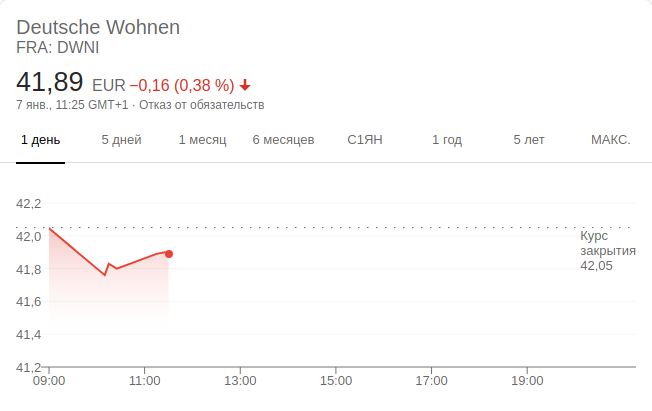 Deutsche Wohnen
FRA: DWNI
41,89 EUR −0,16 (0,38 %)
7 янв., 11:25 GMT+1 · Отказ от обязательств
1 день 5 дней 1 месяц 6 месяцев С1ЯН 1 год 5 лет МАКС.
42,2
42,0
41,8
41,6
41,4
41,2
Курс
закрытия
42,05
09:00 11:00 13:00 15:00 17:00 19:00